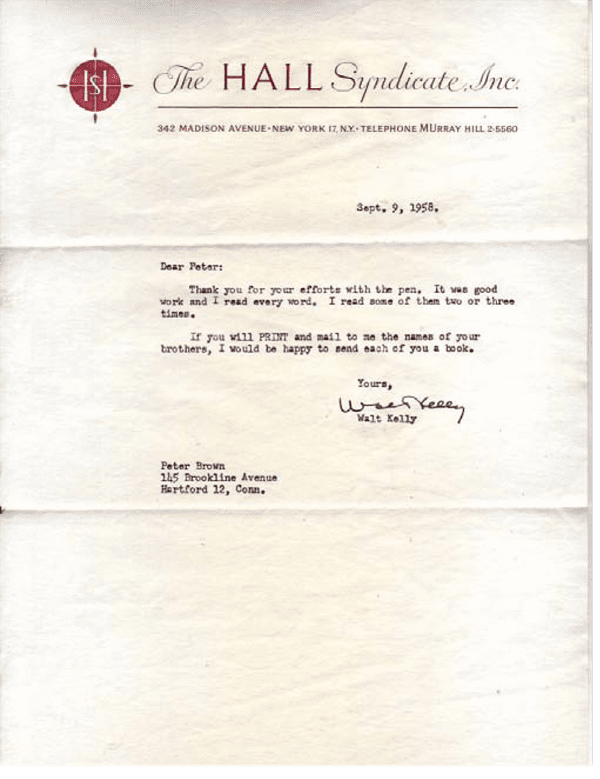 HSH
The HALL Syndicate, Inc.
342 MADISON AVENUE · NEW YORK 17, N.Y. · TELEPHONE MURRAY HILL 2-5560
Sept. 9, 1958.
Dear Peter:
Thank you for your efforts with the pen. It was good
work and I read every word. I read some of them two or three
times.
If you will PRINT and mail to me the names of your
brothers, I would be happy to send each of you a book.
Yours,
Walt Kelly
Walt Kelly
Peter Brown
145 Brookline Avenue
Hartford 12, Conn.